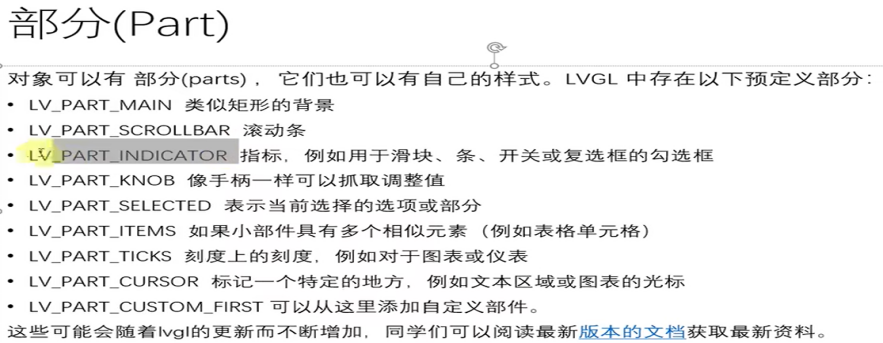 部分(Part)
对象可以有 部分(parts) ，它们也可以有自己的样式。LVGL 中存在以下预定义部分：
• LV_PART_MAIN 类似矩形的背景
• LV_PART_SCROLLBAR 滚动条
• LV_PART_INDICATOR 指标，例如用于滑块、条、开关或复选框的勾选框
• LV_PART_KNOB 像手柄一样可以抓取调整值
• LV_PART_SELECTED 表示当前选择的选项或部分
• LV_PART_ITEMS 如果小部件具有多个相似元素（例如表格单元格）
• LV_PART_TICKS 刻度上的刻度，例如对于图表或仪表
• LV_PART_CURSOR 标记一个特定的地方，例如文本区域或图表的光标
• LV_PART_CUSTOM_FIRST 可以从这里添加自定义部件。
这些可能会随着lvgl的更新而不断增加，同学们可以阅读最新版本的文档获取最新资料。